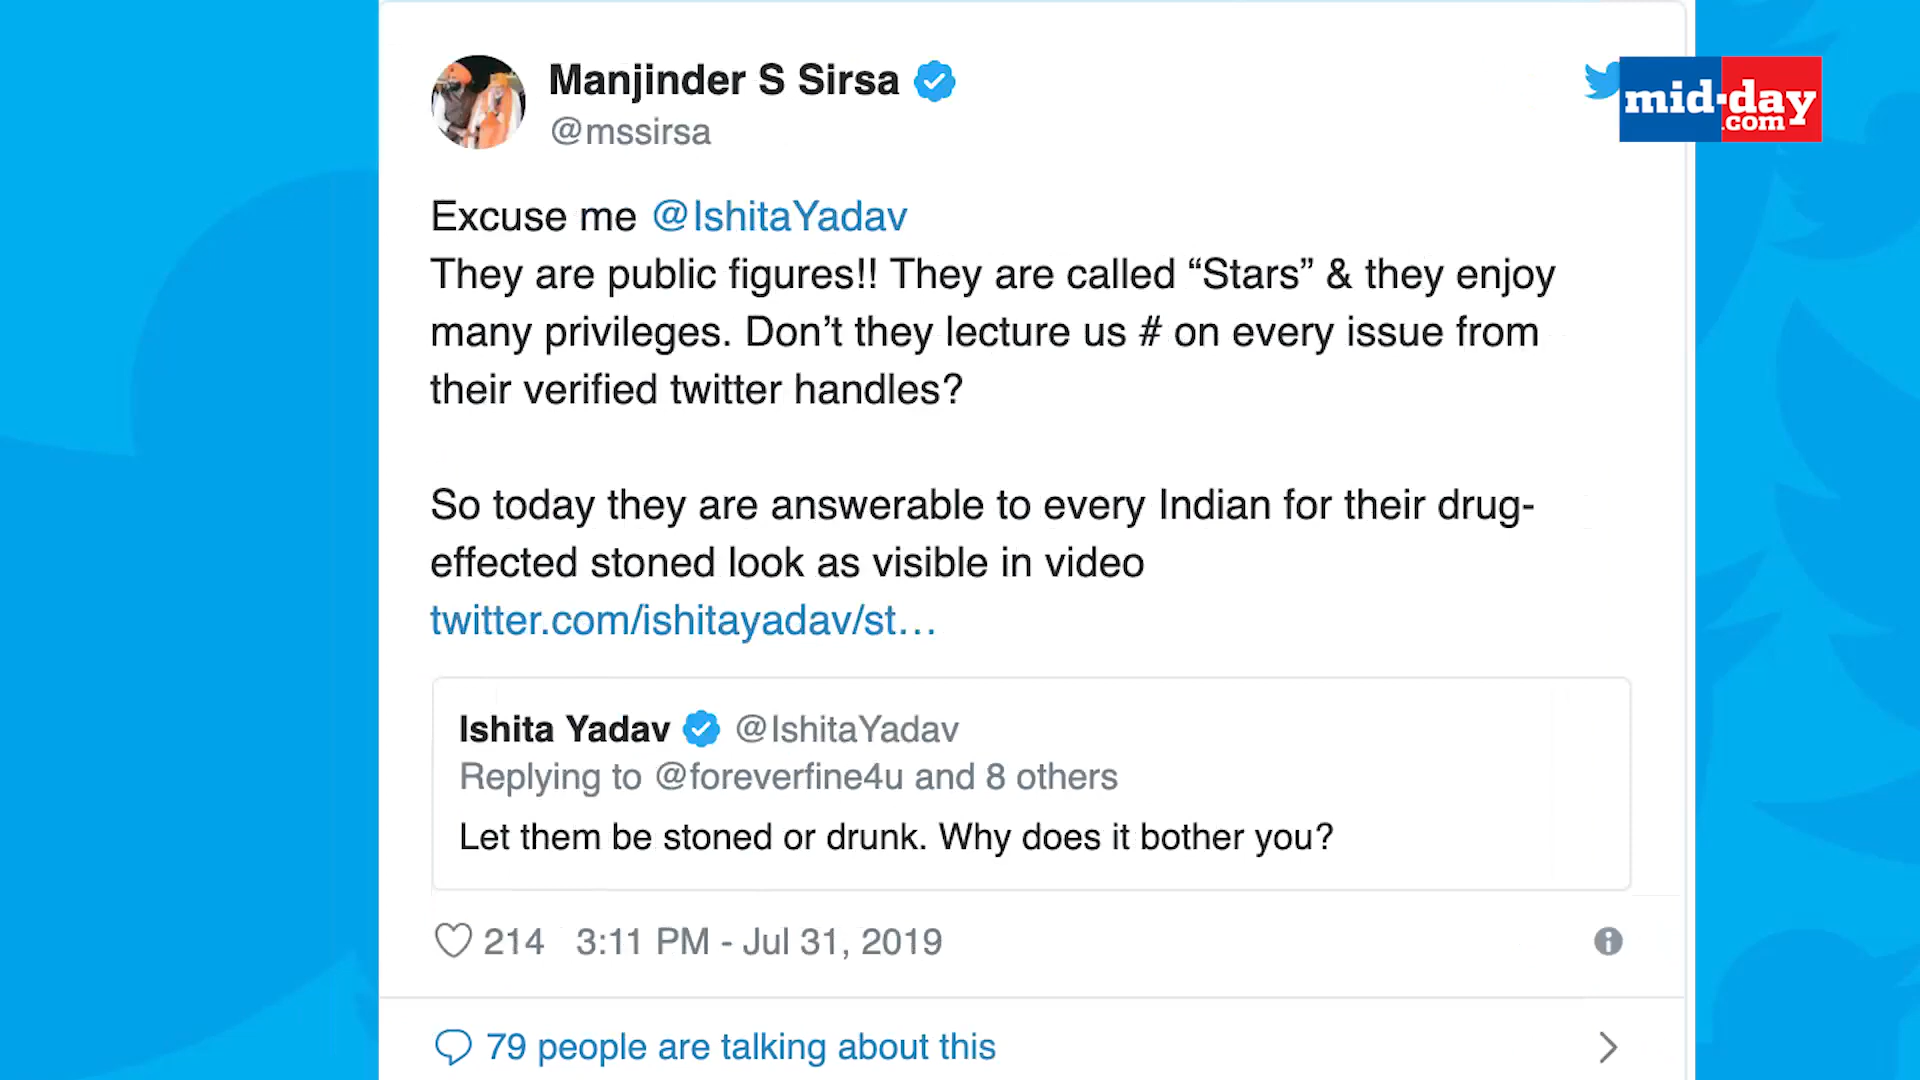 Manjinder S Sirsa
@mssirsa
mid-day
.com
Excuse me @IshitaYadav
They are public figures!! They are called “Stars” & they enjoy
many privileges. Don’t they lecture us # on every issue from
their verified twitter handles?
So today they are answerable to every Indian for their drug-
effected stoned look as visible in video
twitter.com/ishitayadav/st…
Ishita Yadav @IshitaYadav
Replying to @foreverfine4u and 8 others
Let them be stoned or drunk. Why does it bother you?
214 3:11 PM - Jul 31, 2019
79 people are talking about this